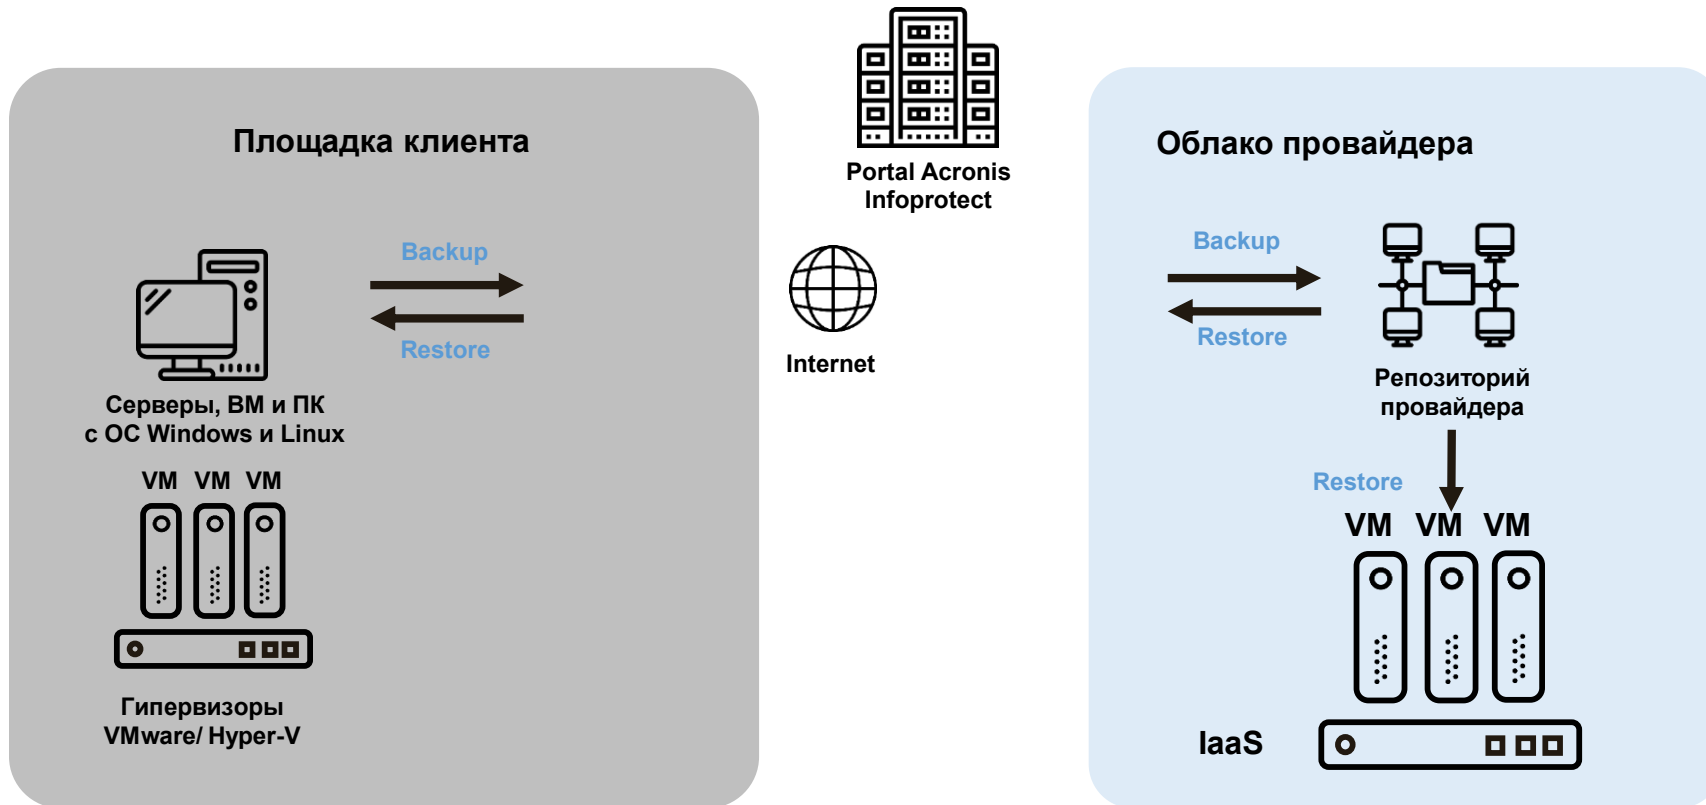 Площадка клиента
Backup
Restore
Серверы, ВМ и ПК
с ОС Windows и Linux
VM VM VM
Гипервизоры
VMware/ Hyper-V
Portal Acronis
Infoprotect
Internet
Облако провайдера
Backup
Restore
Репозиторий
провайдера
Restore
VM VM VM
IaaS